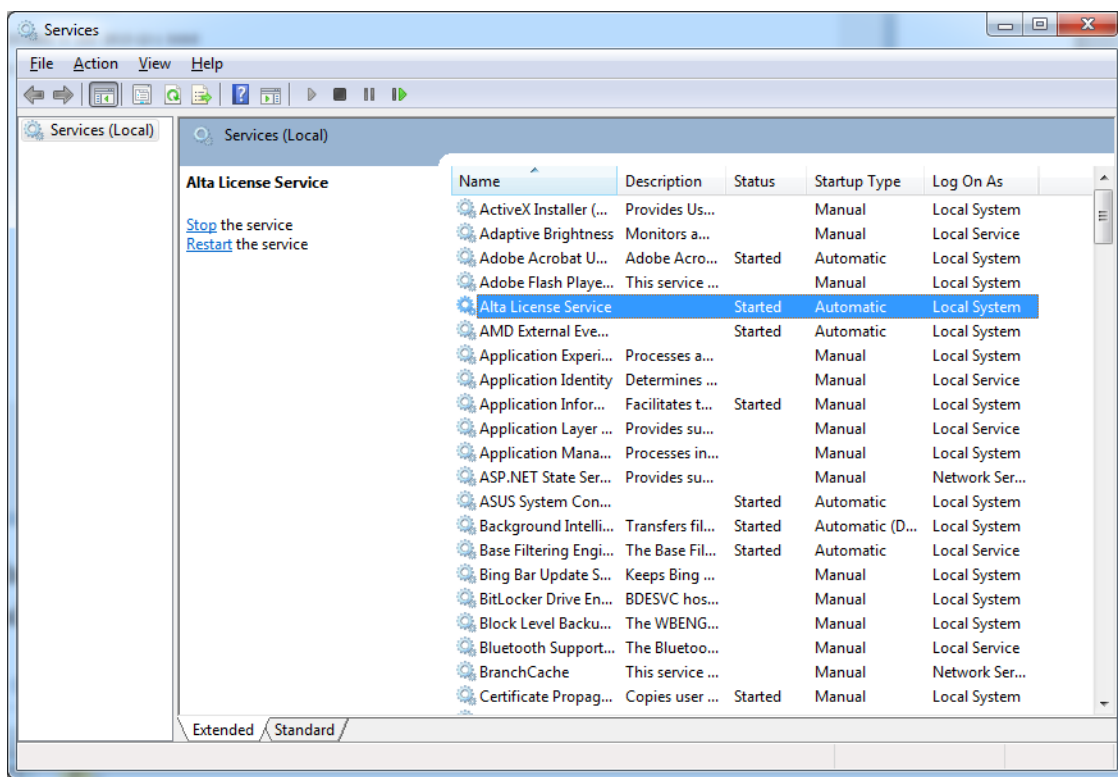 Services
File Action View Help
Services (Local)
Services (Local)
Alta License Service
Stop the service
Restart the service
Name Description Status Startup Type Log On As
ActiveX Installer (... Provides Us... Manual Local System
Adaptive Brightness Monitors a... Manual Local Service
Adobe Acrobat U... Adobe Acro... Started Automatic Local System
Adobe Flash Playe... This service ... Manual Local System
Alta License Service Started Automatic Local System
AMD External Eve... Started Automatic Local System
Application Experi... Processes a... Manual Local System
Application Identity Determines ... Manual Local Service
Application Infor... Facilitates t... Started Manual Local System
Application Layer ... Provides su... Manual Local Service
Application Mana... Processes in... Manual Local System
ASP.NET State Ser... Provides su... Manual Network Ser...
ASUS System Con... Started Automatic Local System
Background Intelli... Transfers fil... Started Automatic (D... Local System
Base Filtering Engi... The Base Fil... Started Automatic Local Service
Bing Bar Update S... Keeps Bing ... Manual Local System
BitLocker Drive En... BDESVC hos... Manual Local System
Block Level Backu... The WBENG... Manual Local System
Bluetooth Support... The Bluetoo... Manual Local Service
BranchCache This service ... Manual Network Ser...
Certificate Propag... Copies user ... Started Manual Local System
Extended Standard